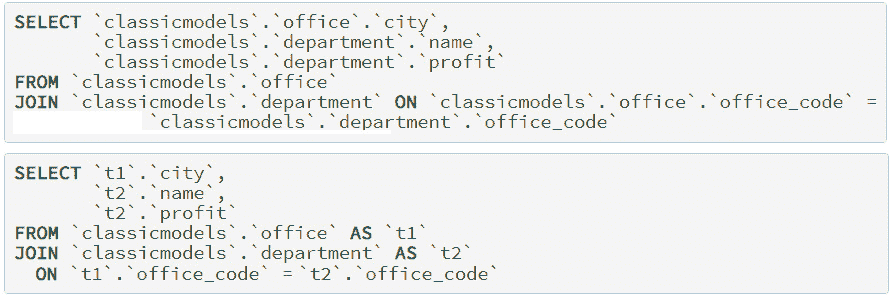 SELECT `classicmodels`.`office`.`city`,
`classicmodels`.`department`.`name`,
`classicmodels`.`department`.`profit`
FROM `classicmodels`.`office`
JOIN `classicmodels`.`department` ON `classicmodels`.`office`.`office_code` =
`classicmodels`.`department`.`office_code`
SELECT `t1`.`city`,
`t2`.`name`,
`t2`.`profit`
FROM `classicmodels`.`office` AS `t1`
JOIN `classicmodels`.`department` AS `t2`
ON `t1`.`office_code` = `t2`.`office_code`